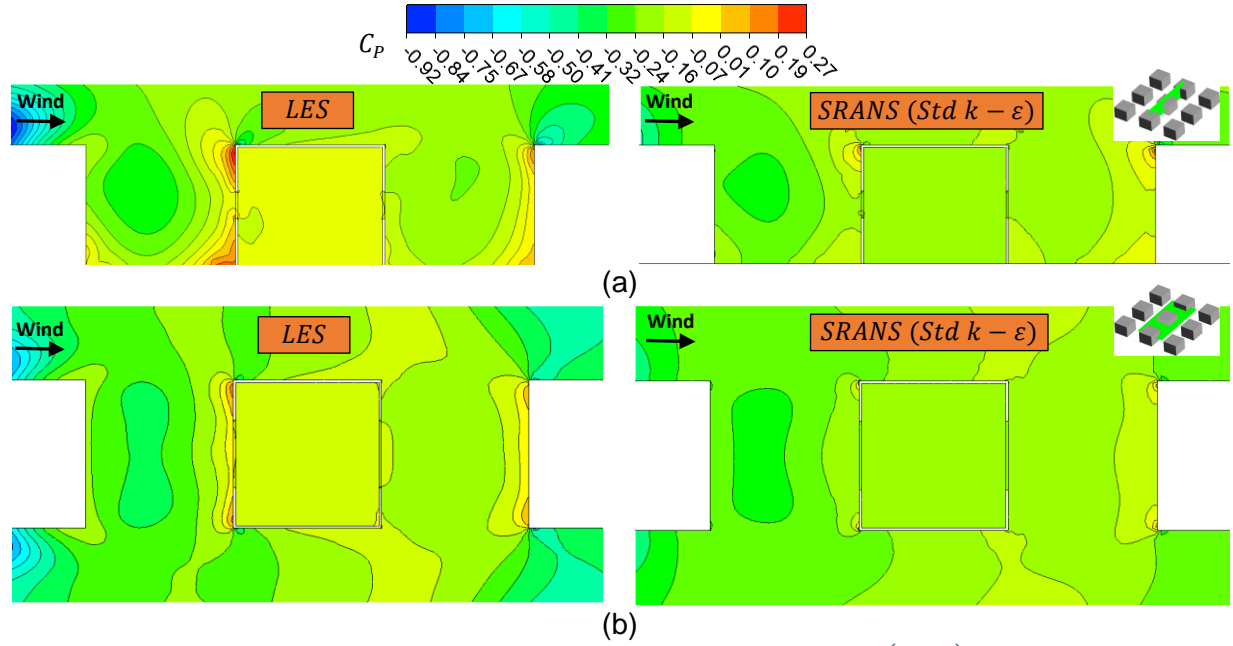 C_P
-0.92 -0.84 -0.75 -0.67 -0.58 -0.50 -0.41 -0.32 -0.24 -0.16 -0.07 0.01 0.10 0.19 0.27
Wind LES Wind SRANS (Std k − ε)
(a)
Wind LES Wind SRANS (Std k − ε)
(b)